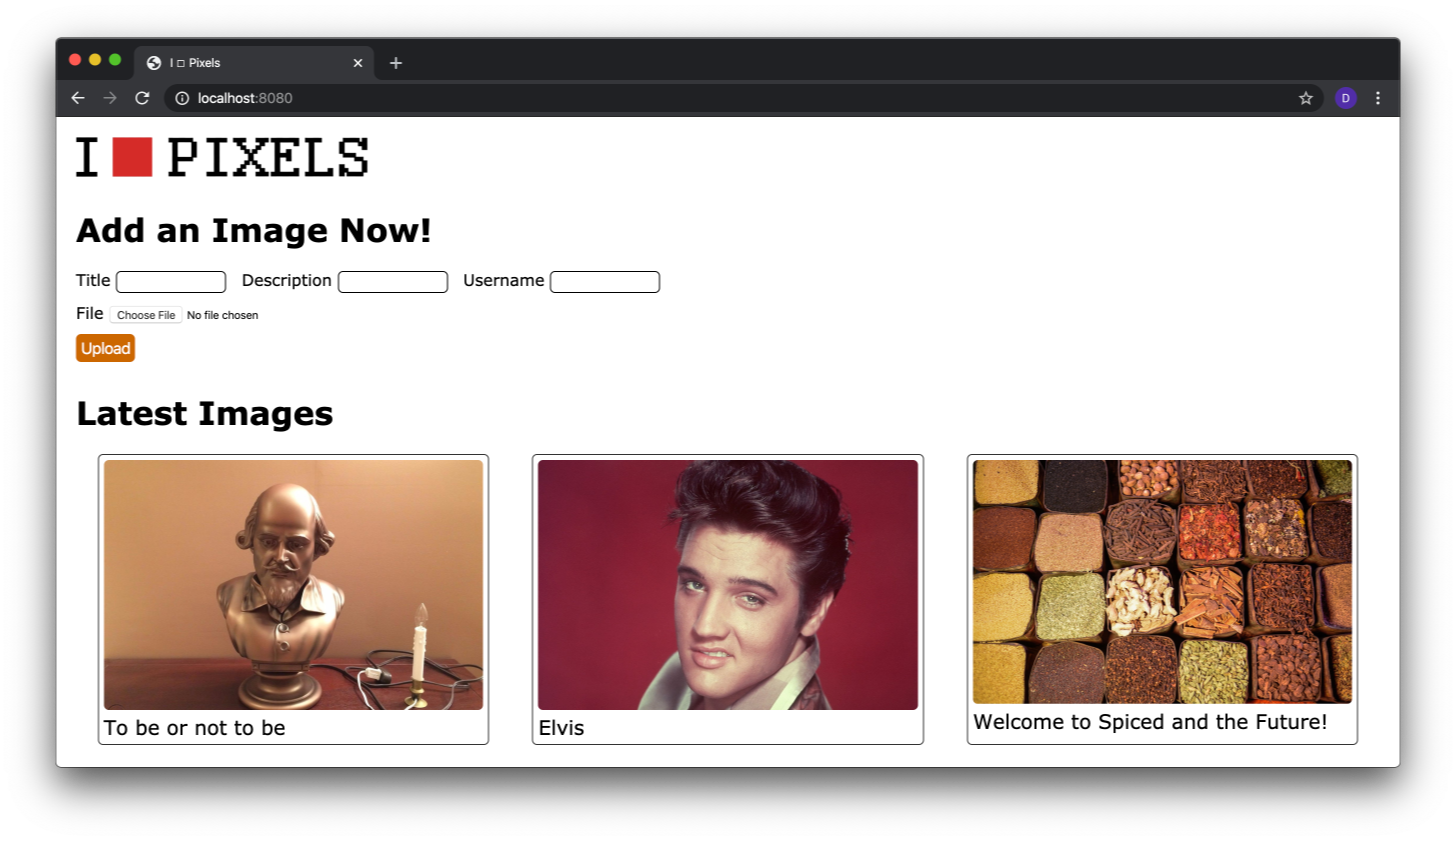 I □ Pixels
localhost:8080
D
I PIXELS
Add an Image Now!
Title Description Username
File Choose File No file chosen
Upload
Latest Images
To be or not to be
Elvis
Welcome to Spiced and the Future!